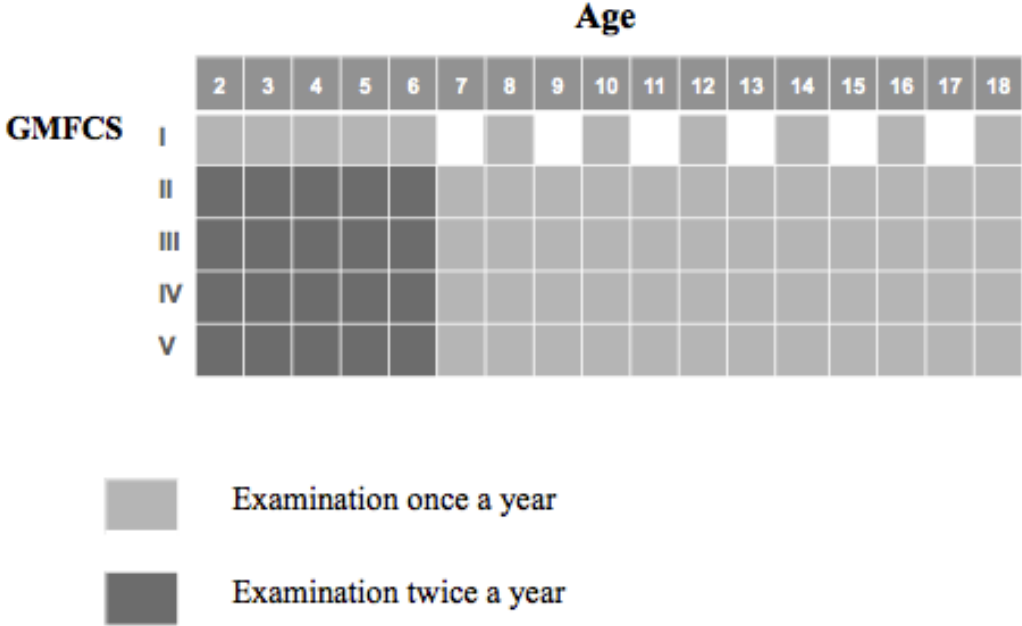 Age
2 3 4 5 6 7 8 9 10 11 12 13 14 15 16 17 18
GMFCS I
II
III
IV
V
Examination once a year
Examination twice a year